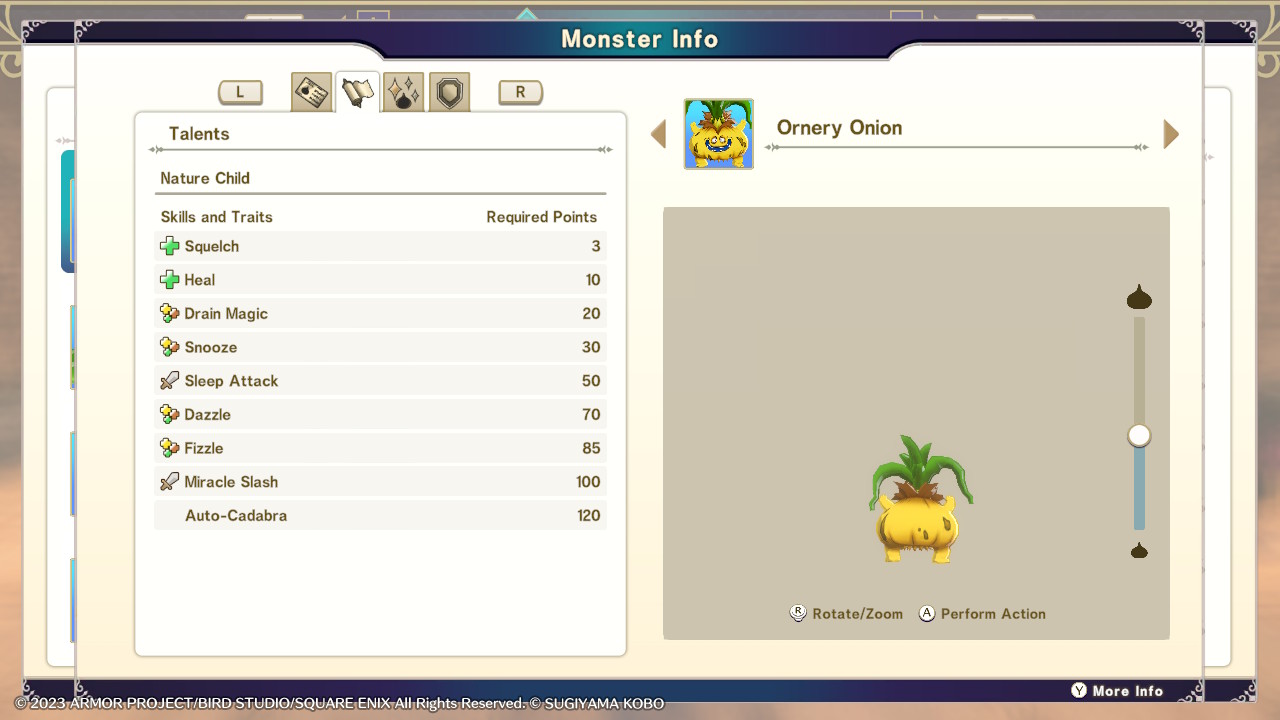 Monster Info
L
R
Talents
Nature Child
Skills and Traits Required Points
Squelch 3
Heal 10
Drain Magic 20
Snooze 30
Sleep Attack 50
Dazzle 70
Fizzle 85
Miracle Slash 100
Auto-Cadabra 120
Ornery Onion
R Rotate/Zoom A Perform Action
Y More Info
© 2023 ARMOR PROJECT/BIRD STUDIO/SQUARE ENIX All Rights Reserved. © SUGIYAMA KOBO